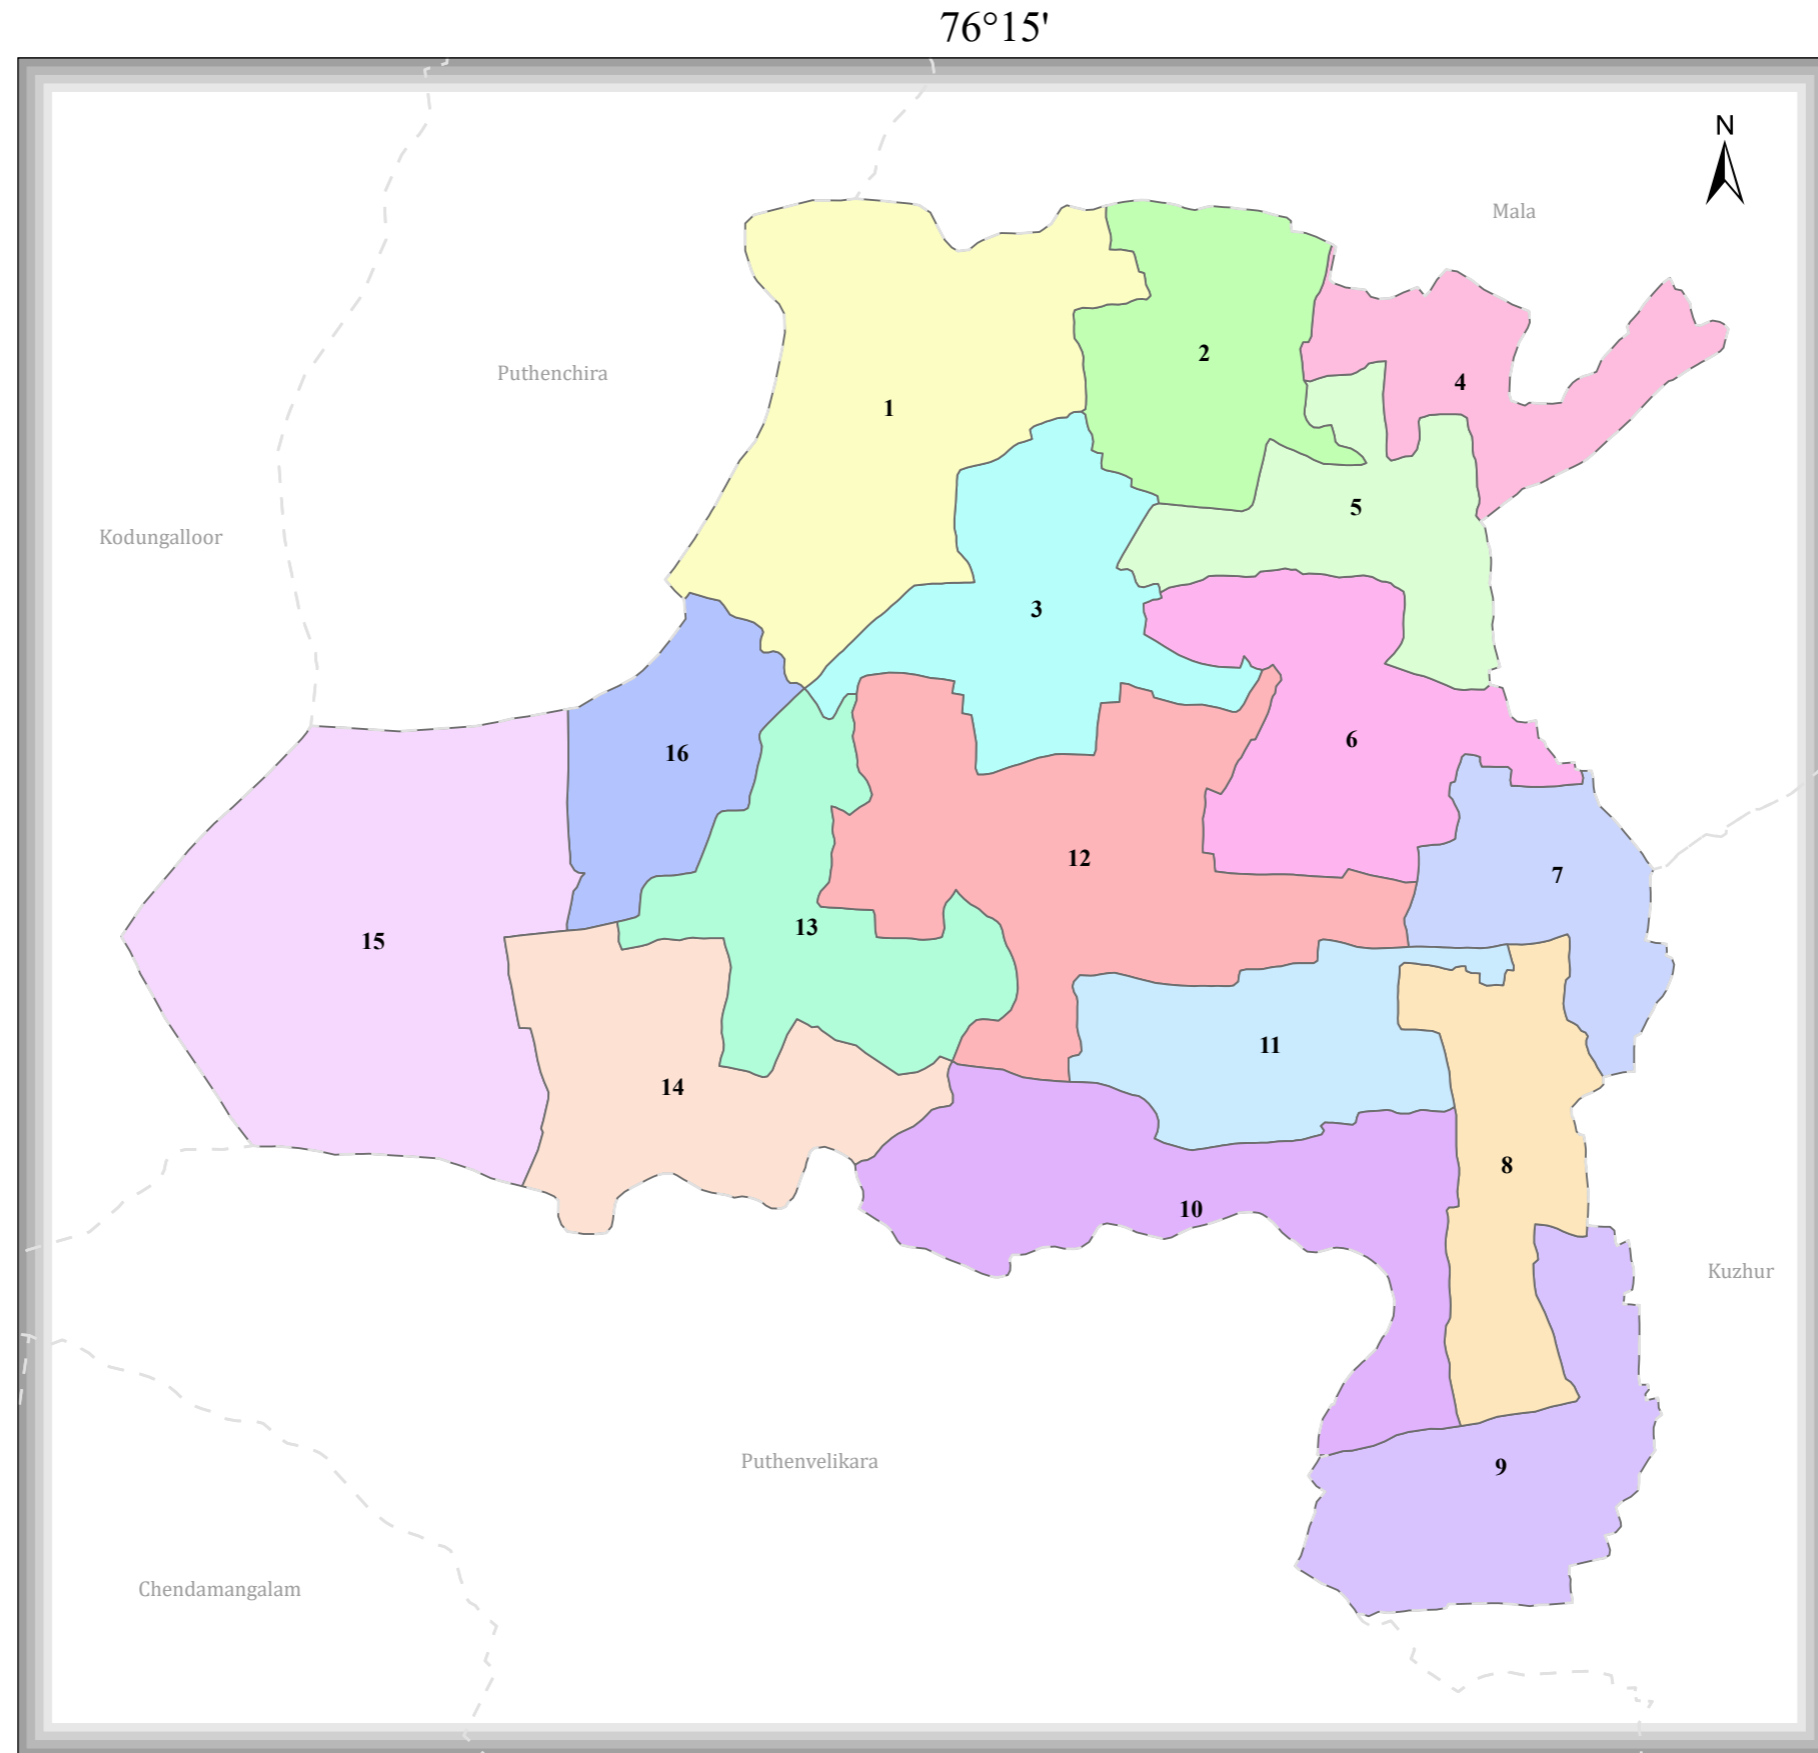 76°15'
N
Mala
2
Puthenchira
4
1
5
Kodungalloor
3
6
16
12
7
13
15
11
14
8
10
Kuzhur
Puthenvelikara
9
Chendamangalam